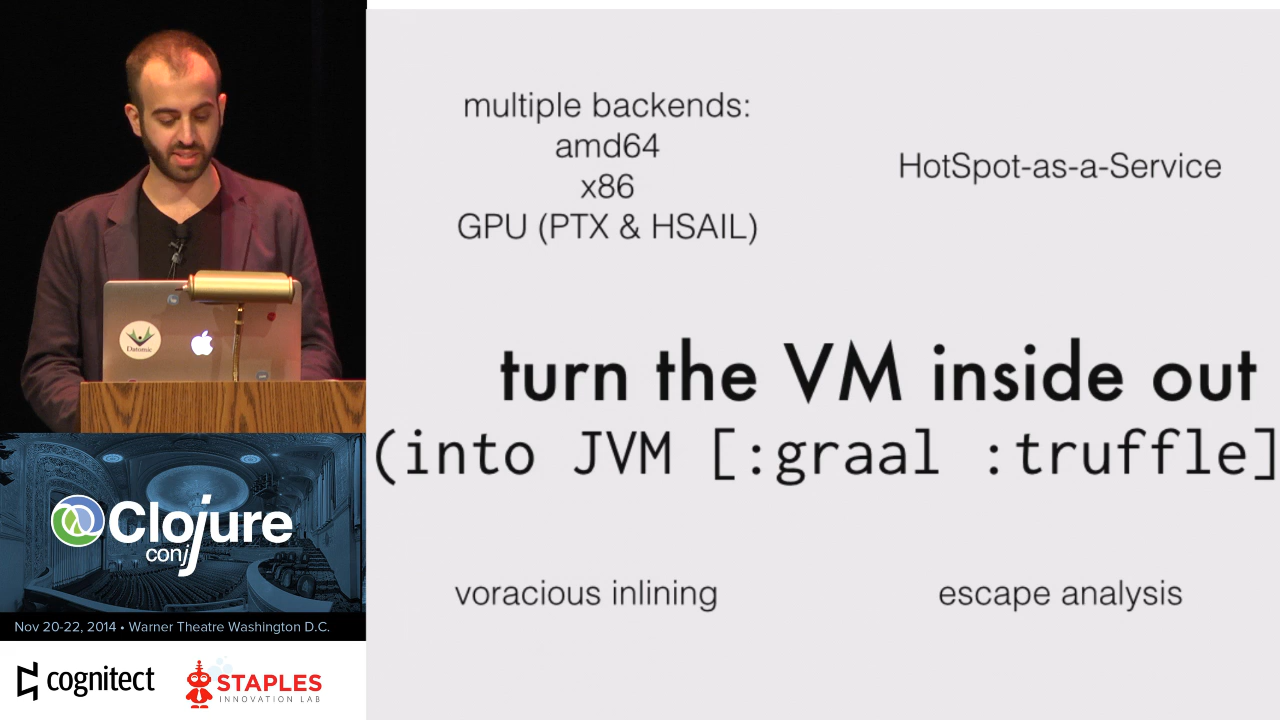 multiple backends:
amd64
x86
GPU (PTX & HSAIL)
HotSpot-as-a-Service
turn the VM inside out
(into JVM [:graal :truffle]
voracious inlining
escape analysis
Datomic
Clojure
conj
Nov 20-22, 2014 • Warner Theatre Washington D.C.
cognitect
STAPLES
INNOVATION LAB